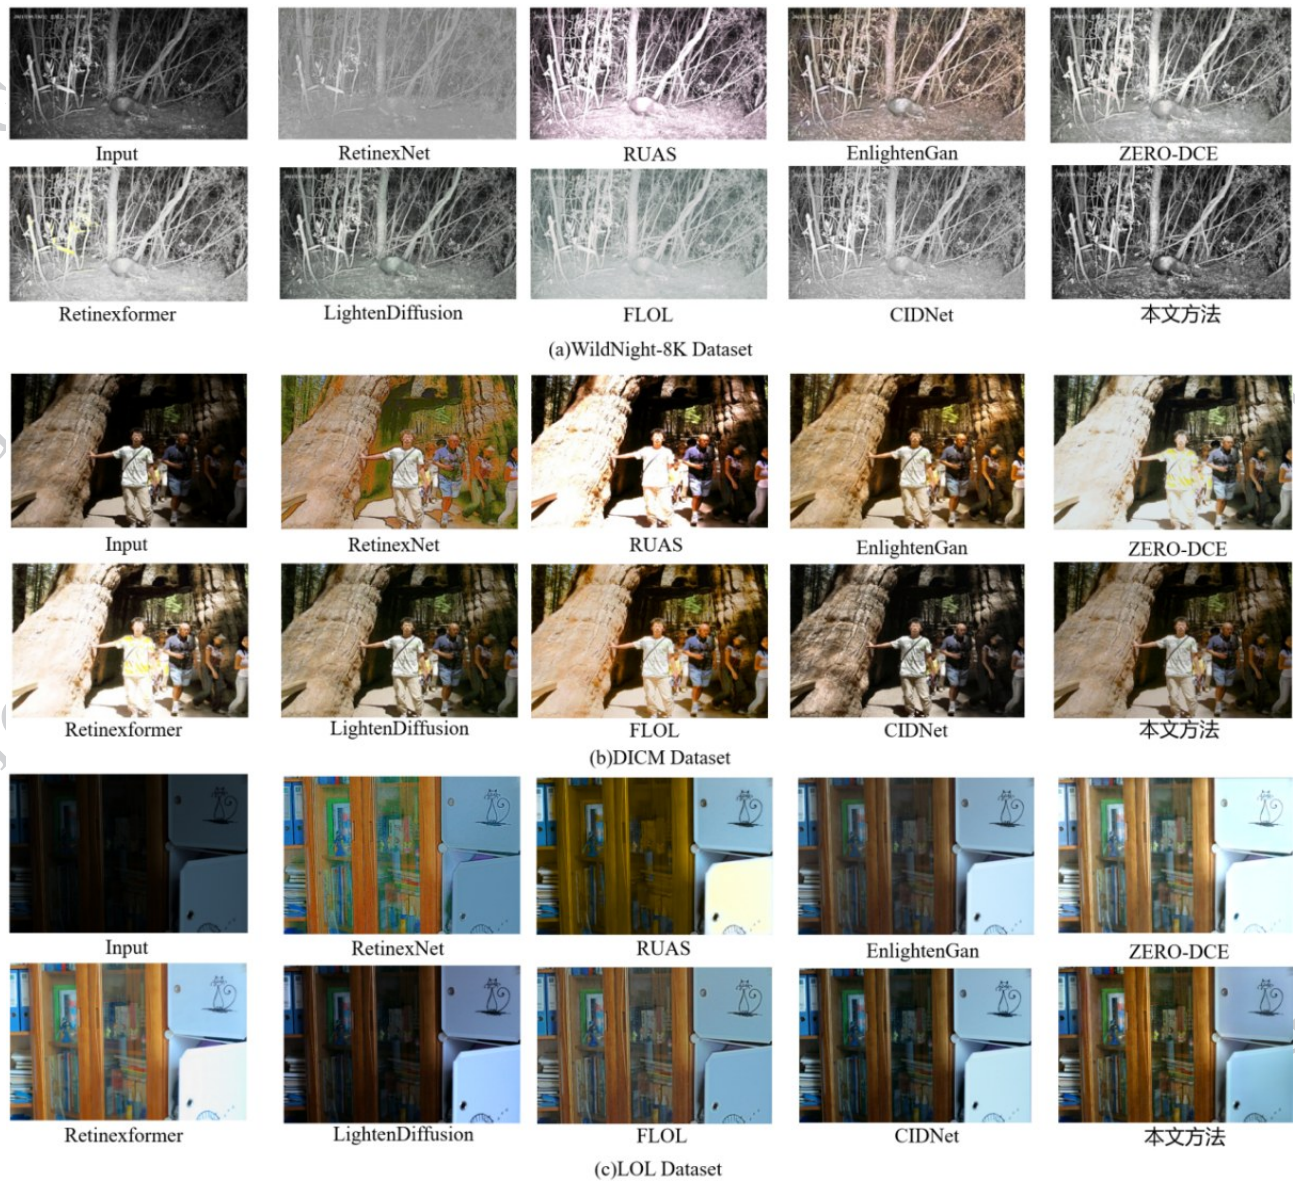 Input RetinexNet RUAS EnlightenGan ZERO-DCE
Retinexformer LightenDiffusion FLOL CIDNet 本文方法
(a)WildNight-8K Dataset
Input RetinexNet RUAS EnlightenGan ZERO-DCE
Retinexformer LightenDiffusion FLOL CIDNet 本文方法
(b)DICM Dataset
Input RetinexNet RUAS EnlightenGan ZERO-DCE
Retinexformer LightenDiffusion FLOL CIDNet 本文方法
(c)LOL Dataset